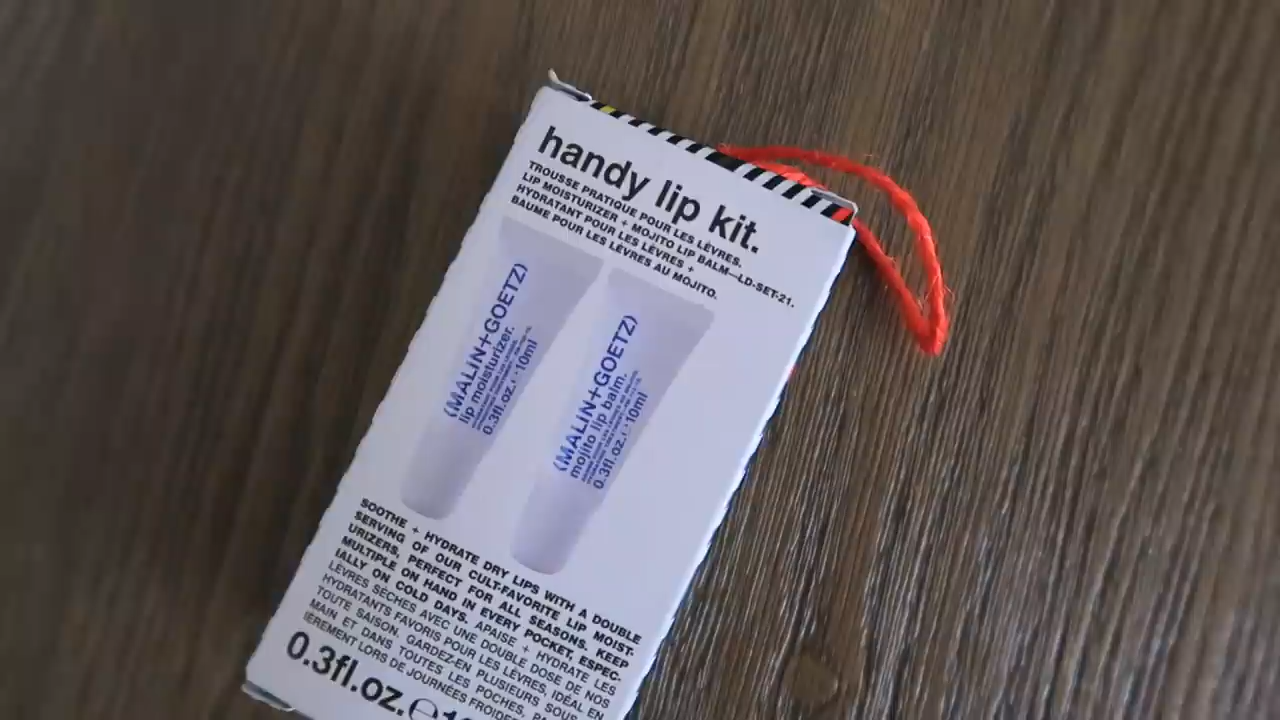 handy lip kit.
TROUSSE PRATIQUE POUR LES LÈVRES.
LIP MOISTURIZER + MOJITO LIP BALM—LD-SET-21.
HYDRATANT POUR LES LÈVRES +
BAUME POUR LES LÈVRES AU MOJITO.
(MALIN+GOETZ)
lip moisturizer.
0.3fl.oz.℮10ml
(MALIN+GOETZ)
mojito lip balm.
0.3fl.oz.℮10ml
SOOTHE + HYDRATE DRY LIPS WITH A DOUBLE
SERVING OF OUR CULT-FAVORITE LIP MOIST-
URIZERS, PERFECT FOR ALL SEASONS. KEEP
MULTIPLE ON HAND IN EVERY POCKET, ESPEC-
IALLY ON COLD DAYS. APAISE + HYDRATE LES
LÈVRES SÈCHES AVEC UNE DOUBLE DOSE DE NOS
HYDRATANTS FAVORIS POUR LES LÈVRES, IDÉAL EN
TOUTE SAISON. GARDEZ-EN PLUSIEURS SOUS
MAIN ET DANS TOUTES LES POCHES,
IÈREMENT LORS DE JOURNÉES FROIDES
0.3fl.oz.℮